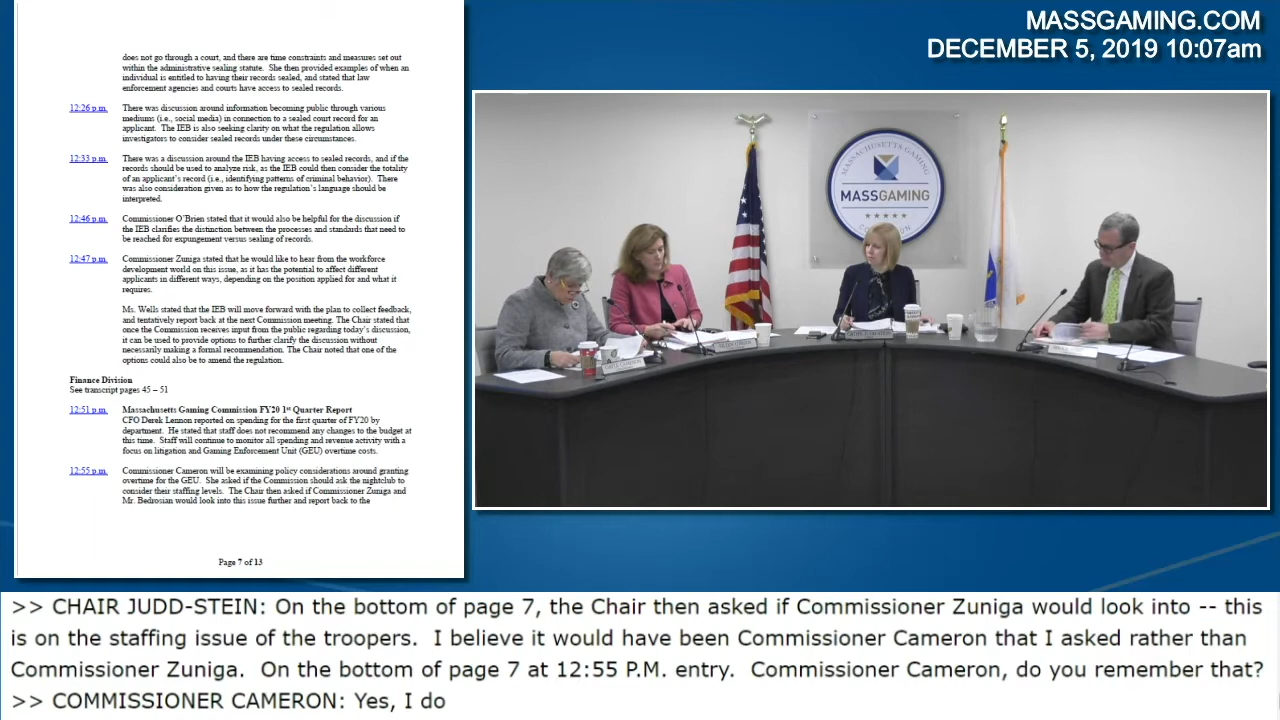 MASSGAMING.COM
DECEMBER 5, 2019 10:07am
does not go through a court, and there are time constraints and measures set out
within the administrative sealing statute. She then provided examples of when an
individual is entitled to having their records sealed, and stated that law
enforcement agencies and courts have access to sealed records.
12:26 p.m. There was discussion around information becoming public through various
mediums (i.e., social media) in connection to a sealed court record for an
applicant. The IEB is also seeking clarity on what the regulation allows
investigators to consider sealed records under these circumstances.
12:33 p.m. There was a discussion around the IEB having access to sealed records, and if the
records should be used to analyze risk, as the IEB could then consider the totality
of an applicant's record (i.e., identifying patterns of criminal behavior). There
was also consideration given as to how the regulation's language should be
interpreted.
12:46 p.m. Commissioner O'Brien stated that it would also be helpful for the discussion if
the IEB clarifies the distinction between the processes and standards that need to
be reached for expungement versus sealing of records.
12:47 p.m. Commissioner Zuniga stated that he would like to hear from the workforce
development world on this issue, as it has the potential to affect different
applicants in different ways, depending on the position applied for and what it
requires.
Ms. Wells stated that the IEB will move forward with the plan to collect feedback,
and tentatively report back at the next Commission meeting. The Chair stated that
once the Commission receives input from the public regarding today's discussion,
it can be used to provide options to further clarify the discussion without
necessarily making a formal recommendation. The Chair noted that one of the
options could also be to amend the regulation.
Finance Division
See transcript pages 45 – 51
12:51 p.m. Massachusetts Gaming Commission FY20 1st Quarter Report
CFO Derek Lennon reported on spending for the first quarter of FY20 by
department. He stated that staff does not recommend any changes to the budget at
this time. Staff will continue to monitor all spending and revenue activity with a
focus on litigation and Gaming Enforcement Unit (GEU) overtime costs.
12:55 p.m. Commissioner Cameron will be examining policy considerations around granting
overtime for the GEU. She asked if the Commission should ask the nightclub to
consider their staffing levels. The Chair then asked if Commissioner Zuniga and
Mr. Bedrosian would look into this issue further and report back to the
Page 7 of 13
MASSACHUSETTS GAMING
MASSGAMING
>> CHAIR JUDD-STEIN: On the bottom of page 7, the Chair then asked if Commissioner Zuniga would look into -- this
is on the staffing issue of the troopers. I believe it would have been Commissioner Cameron that I asked rather than
Commissioner Zuniga. On the bottom of page 7 at 12:55 P.M. entry. Commissioner Cameron, do you remember that?
>> COMMISSIONER CAMERON: Yes, I do